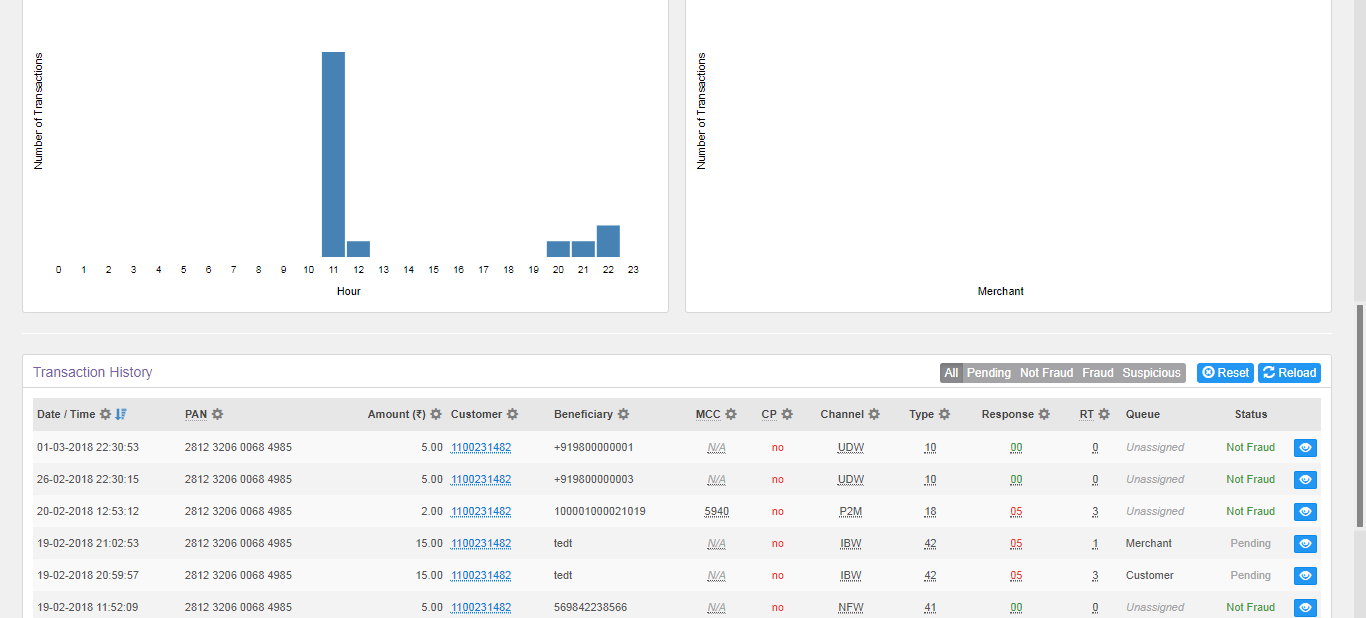 Number of Transactions
0 1 2 3 4 5 6 7 8 9 10 11 12 13 14 15 16 17 18 19 20 21 22 23
Hour
Number of Transactions
Merchant
Transaction History
All Pending Not Fraud Fraud Suspicious Reset Reload
Date / Time PAN Amount (₹) Customer Beneficiary MCC CP Channel Type Response RT Queue Status
01-03-2018 22:30:53 2812 3206 0068 4985 5.00 1100231482 +919800000001 N/A no UDW 10 00 0 Unassigned Not Fraud
26-02-2018 22:30:15 2812 3206 0068 4985 5.00 1100231482 +919800000003 N/A no UDW 10 00 0 Unassigned Not Fraud
20-02-2018 12:53:12 2812 3206 0068 4985 2.00 1100231482 100001000021019 5940 no P2M 18 05 3 Unassigned Not Fraud
19-02-2018 21:02:53 2812 3206 0068 4985 15.00 1100231482 tedt N/A no IBW 42 05 1 Merchant Pending
19-02-2018 20:59:57 2812 3206 0068 4985 15.00 1100231482 tedt N/A no IBW 42 05 3 Customer Pending
19-02-2018 11:52:09 2812 3206 0068 4985 5.00 1100231482 569842238566 N/A no NFW 41 00 0 Unassigned Not Fraud